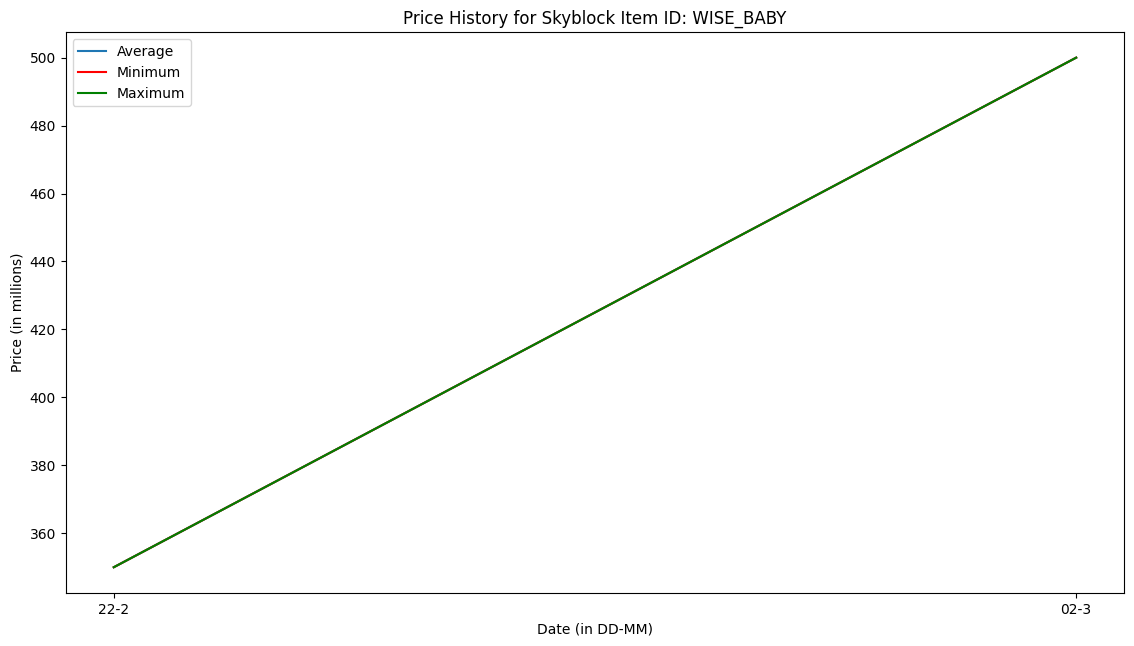 Price History for Skyblock Item ID: WISE_BABY
Average
Minimum
Maximum
500
480
460
440
420
400
380
360
Price (in millions)
22-2
02-3
Date (in DD-MM)